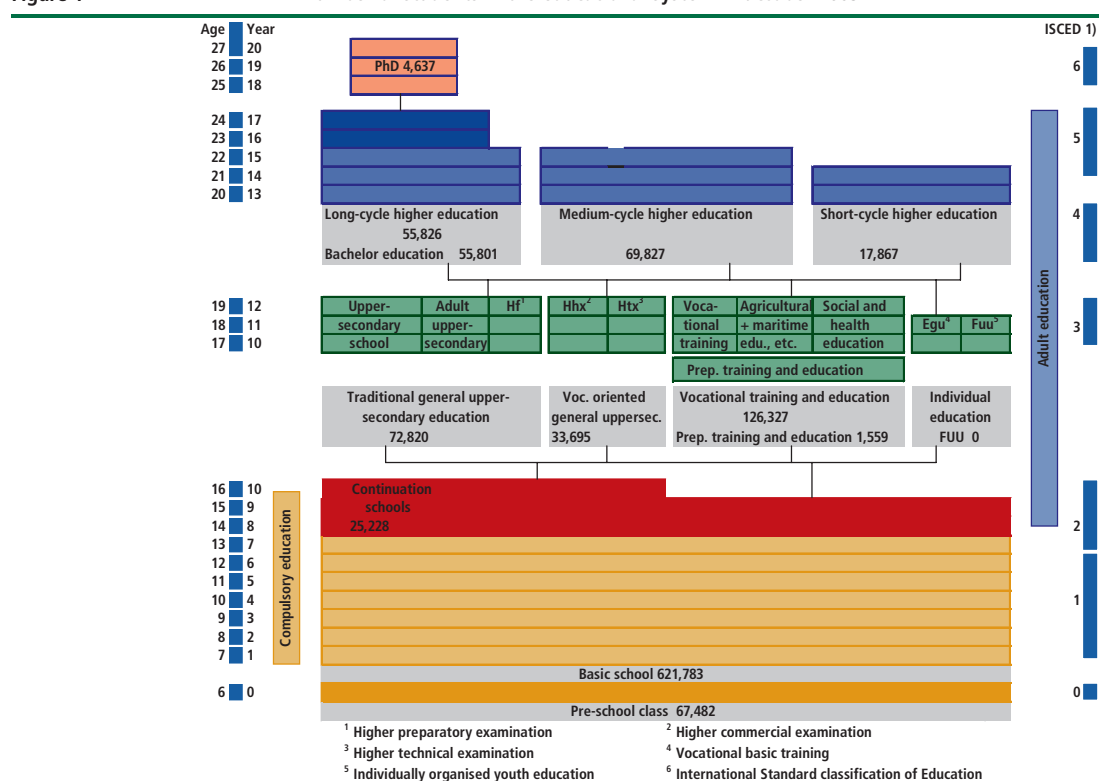 Age Year ISCED 1)
27 20
26 19 PhD 4,637 6
25 18
24 17
23 16 5
22 15
21 14
20 13
Long-cycle higher education Medium-cycle higher education Short-cycle higher education 4
55,826
Bachelor education 55,801 69,827 17,867
Adult education
19 12 Upper- Adult Hf1 Hhx2 Htx3 Voca- Agricultural Social and
18 11 secondary upper- tional + maritime health Egu4 Fuu5 3
17 10 school secondary training edu., etc. education
Prep. training and education
Traditional general upper- Voc. oriented Vocational training and education Individual
secondary education general uppersec. 126,327 education
72,820 33,695 Prep. training and education 1,559 FUU 0
16 10 Continuation
15 9 schools
14 8 25,228 2
13 7
12 6
11 5
10 4 1
9 3
8 2
7 1
Compulsory education
Basic school 621,783
6 0 0
Pre-school class 67,482
1 Higher preparatory examination 2 Higher commercial examination
3 Higher technical examination 4 Vocational basic training
5 Individually organised youth education 6 International Standard classification of Education